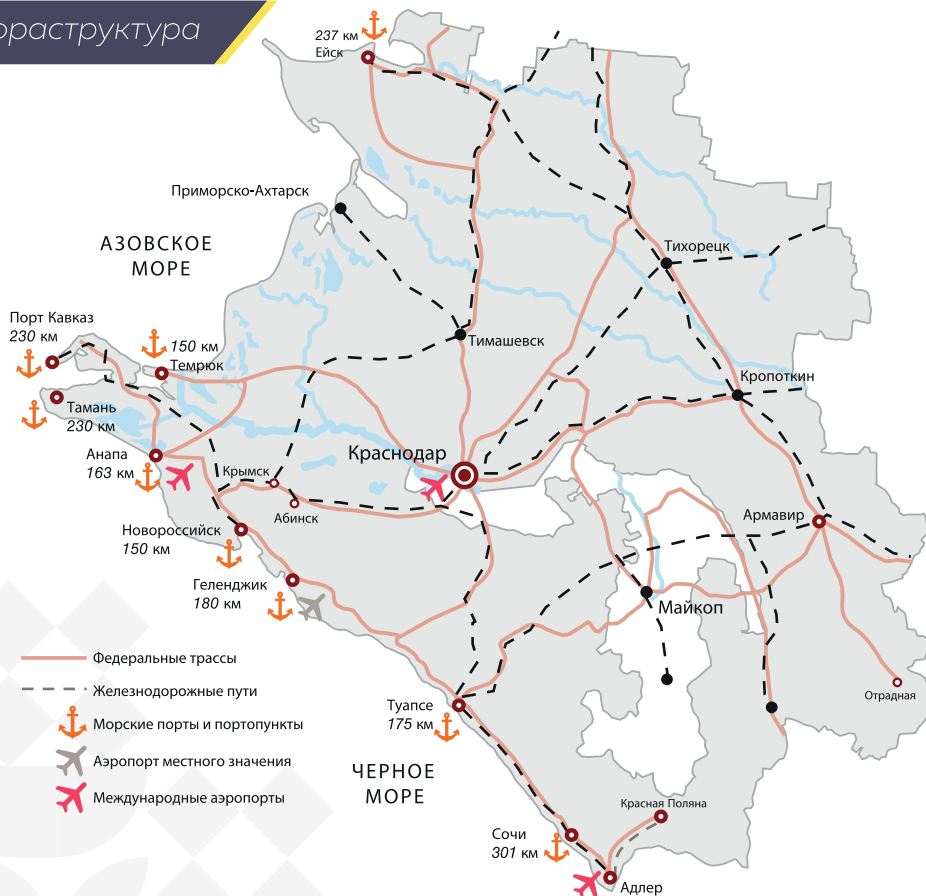 фраструктура
237 км
Ейск
Приморско-Ахтарск
АЗОВСКОЕ
МОРЕ
Тихорецк
Порт Кавказ
230 км
150 км
Темрюк
Тимашевск
Кропоткин
Тамань
230 км
Краснодар
Анапа
163 км
Крымск
Абинск
Армавир
Новороссийск
150 км
Геленджик
180 км
Майкоп
Федеральные трассы
Железнодорожные пути
Морские порты и портопункты
Аэропорт местного значения
Международные аэропорты
Отрадная
Туапсе
175 км
ЧЕРНОЕ
МОРЕ
Красная Поляна
Сочи
301 км
Адлер